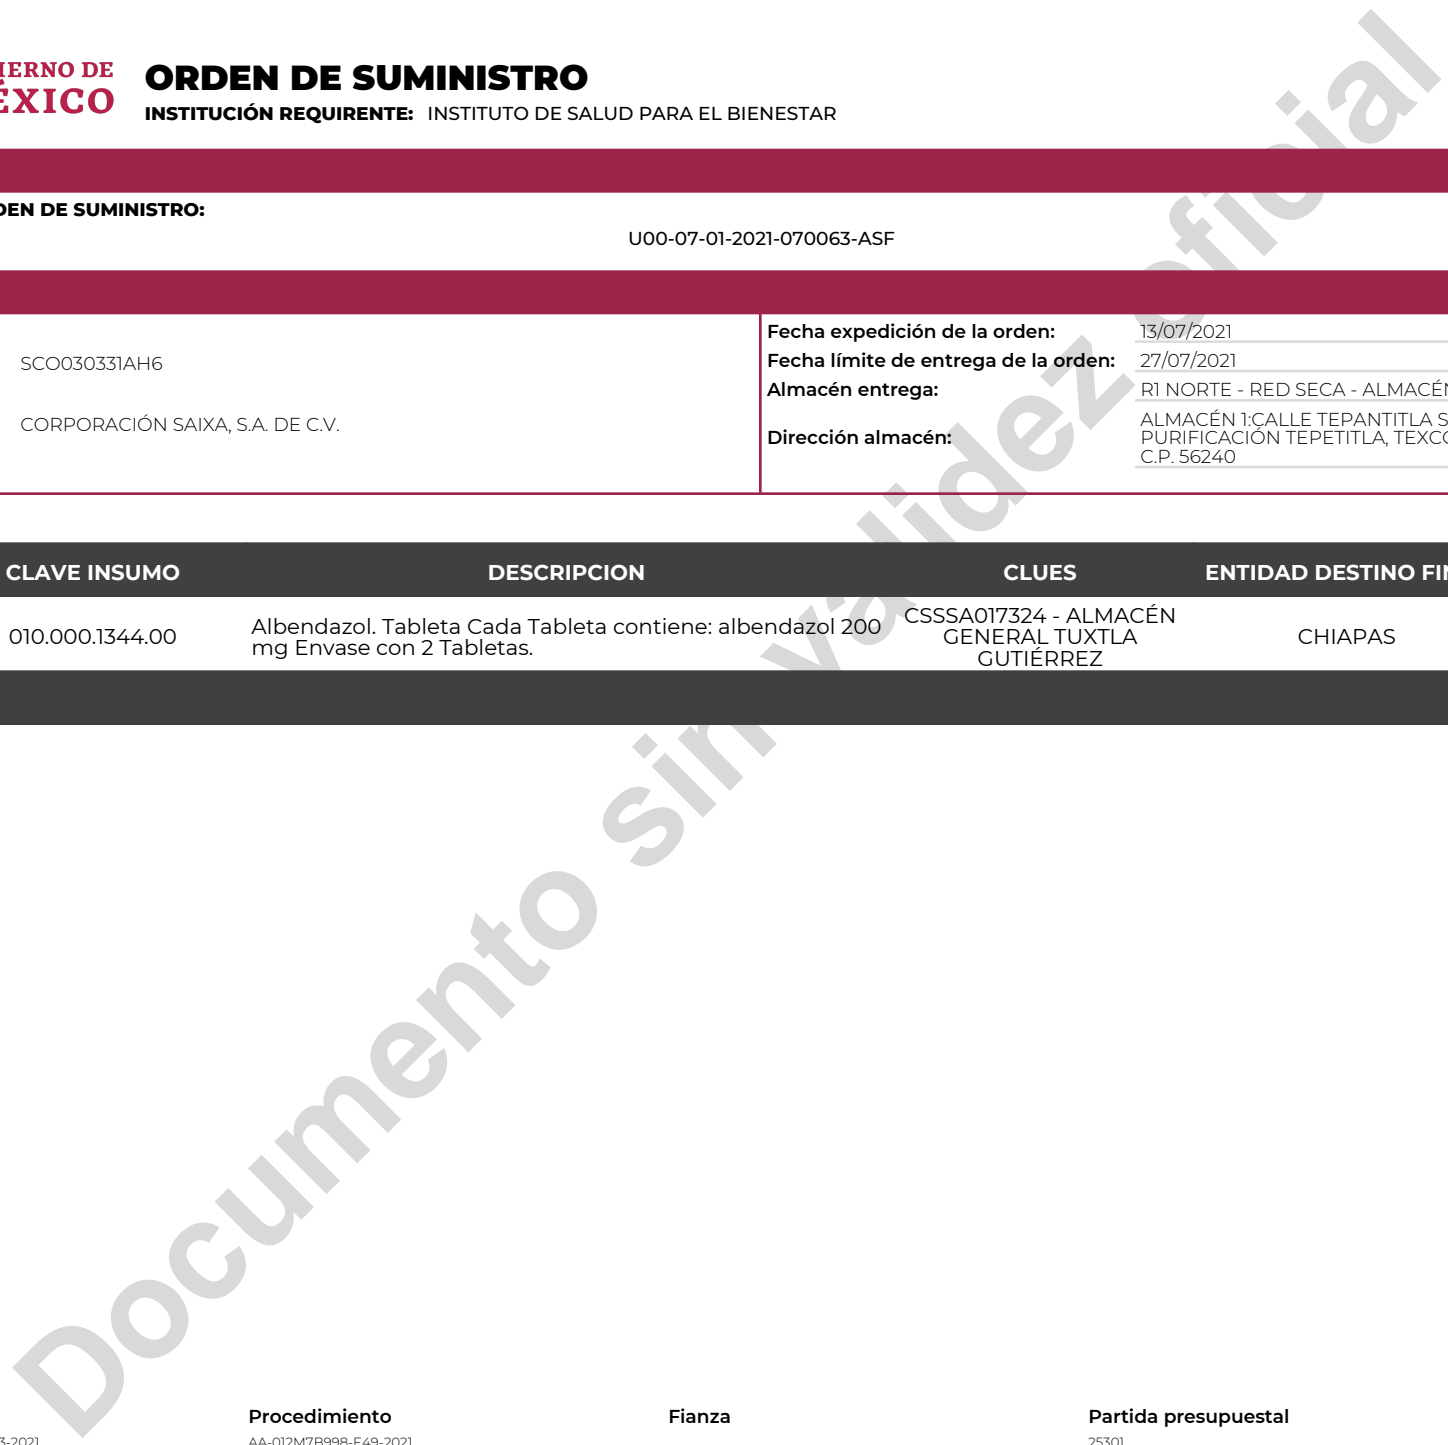 ORDEN DE SUMINISTRO
INSTITUCIÓN REQUIRENTE: INSTITUTO DE SALUD PARA EL BIENESTAR
IERNO DE
ÉXICO
DEN DE SUMINISTRO:
U00-07-01-2021-070063-ASF
SCO030331AH6
CORPORACIÓN SAIXA, S.A. DE C.V.
Fecha expedición de la orden: 13/07/2021
Fecha límite de entrega de la orden: 27/07/2021
Almacén entrega: R1 NORTE - RED SECA - ALMACÉN
Dirección almacén: ALMACÉN 1:CALLE TEPANTITLA S
PURIFICACIÓN TEPETITLA, TEXCO
C.P. 56240
CLAVE INSUMO DESCRIPCION CLUES ENTIDAD DESTINO FIN
010.000.1344.00
Albendazol. Tableta Cada Tableta contiene: albendazol 200
mg Envase con 2 Tabletas.
CSSSA017324 - ALMACÉN
GENERAL TUXTLA
GUTIÉRREZ
CHIAPAS
Documento sin validez oficial
Procedimiento Fianza Partida presupuestal
3-2021 AA-012M7B998-E49-2021 25301